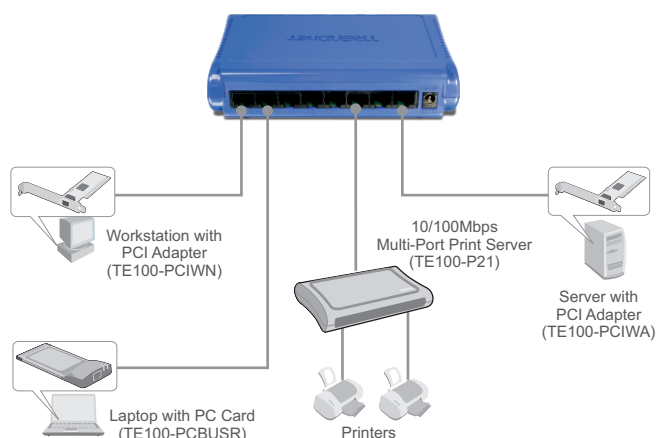 TRENDnet
Workstation with
PCI Adapter
(TE100-PCIWN)
10/100Mbps
Multi-Port Print Server
(TE100-P21)
Server with
PCI Adapter
(TE100-PCIWA)
Laptop with PC Card
(TE100-PCBUSR)
Printers